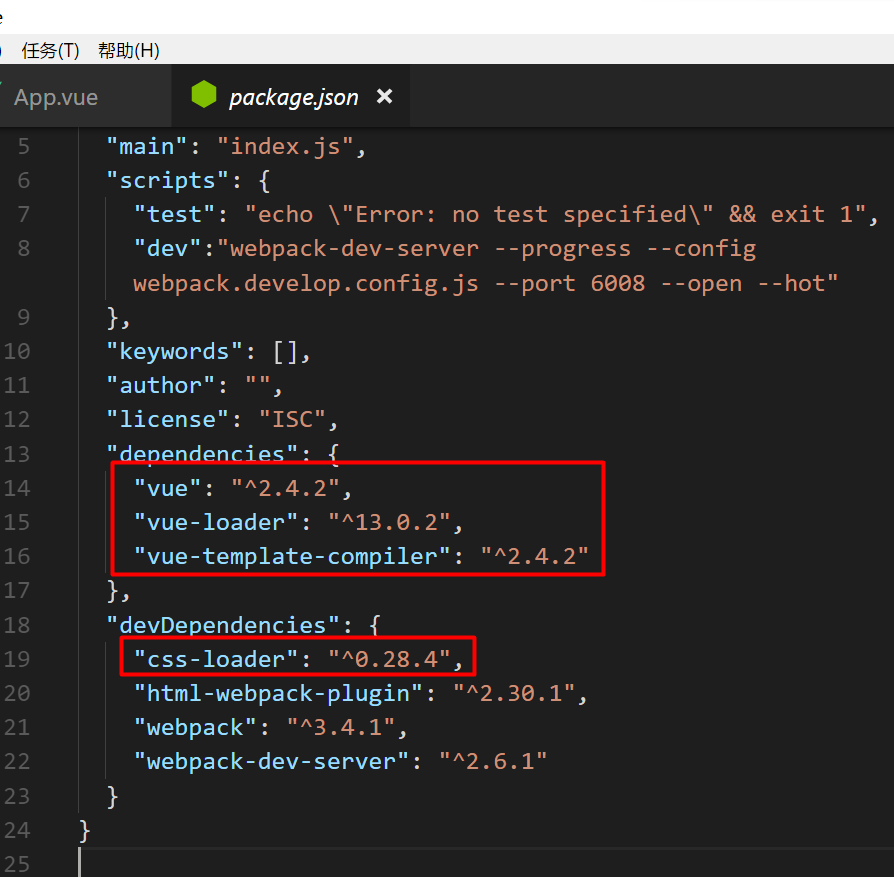 任务(T) 帮助(H)
App.vue package.json ×
5 "main": "index.js",
6 "scripts": {
7 "test": "echo \"Error: no test specified\" && exit 1",
8 "dev":"webpack-dev-server --progress --config
webpack.develop.config.js --port 6008 --open --hot"
9 },
10 "keywords": [],
11 "author": "",
12 "license": "ISC",
13 "dependencies": {
14 "vue": "^2.4.2",
15 "vue-loader": "^13.0.2",
16 "vue-template-compiler": "^2.4.2"
17 },
18 "devDependencies": {
19 "css-loader": "^0.28.4",
20 "html-webpack-plugin": "^2.30.1",
21 "webpack": "^3.4.1",
22 "webpack-dev-server": "^2.6.1"
23 }
24 }
25